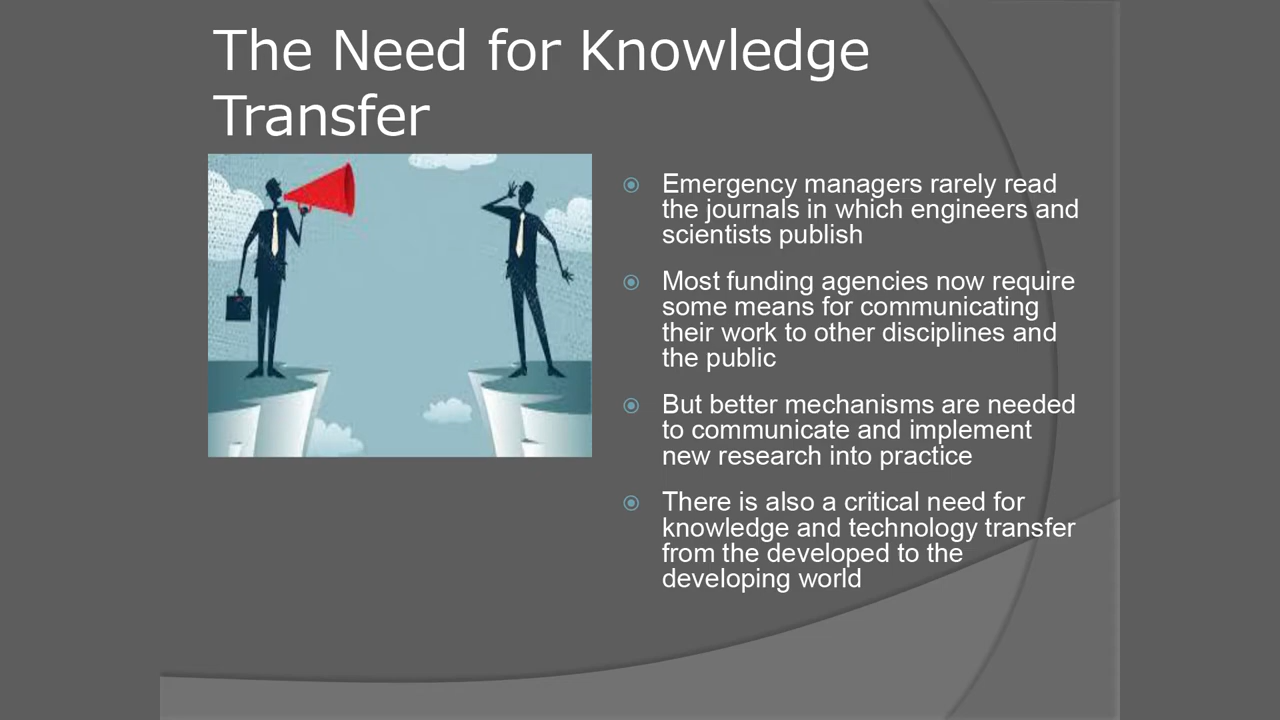 The Need for Knowledge
Transfer
Emergency managers rarely read
the journals in which engineers and
scientists publish
Most funding agencies now require
some means for communicating
their work to other disciplines and
the public
But better mechanisms are needed
to communicate and implement
new research into practice
There is also a critical need for
knowledge and technology transfer
from the developed to the
developing world